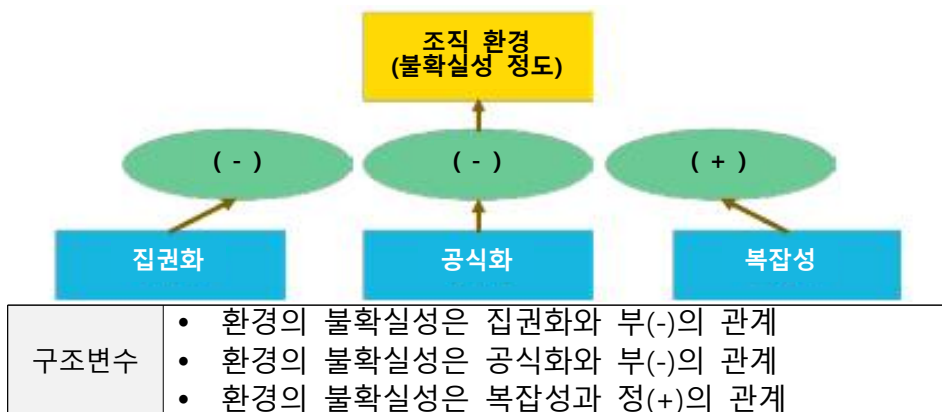 조직 환경
(불확실성 정도)
( - )
( - )
( + )
집권화
공식화
복잡성
구조변수
• 환경의 불확실성은 집권화와 부(-)의 관계
• 환경의 불확실성은 공식화와 부(-)의 관계
• 환경의 불확실성은 복잡성과 정(+)의 관계